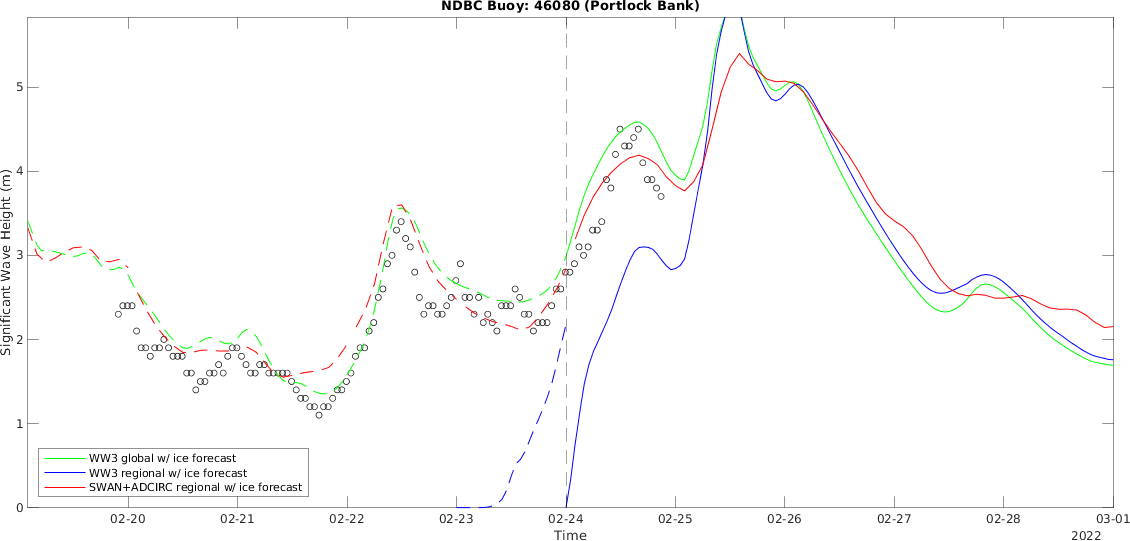 NDBC Buoy: 46080 (Portlock Bank)
Significant Wave Height (m)
5
4
3
2
1
0
WW3 global w/ ice forecast
WW3 regional w/ ice forecast
SWAN+ADCIRC regional w/ ice forecast
02-20 02-21 02-22 02-23 02-24 02-25 02-26 02-27 02-28 03-01
Time
2022